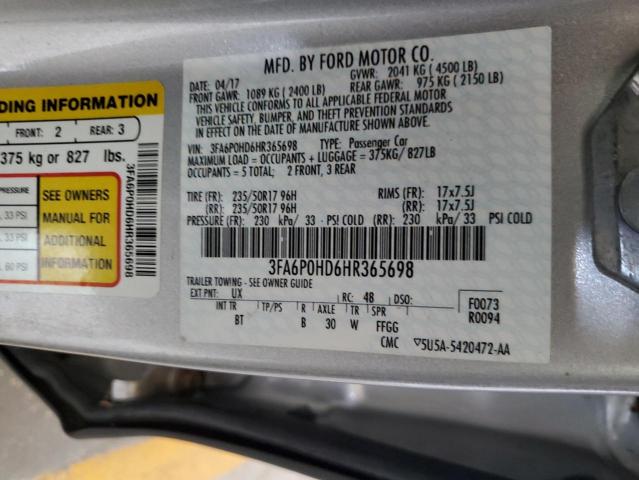 MFD. BY FORD MOTOR CO.
DATE: 04/17 GVWR: 2041 KG ( 4500 LB)
FRONT GAWR: 1089 KG ( 2400 LB) REAR GAWR: 975 KG ( 2150 LB)
THIS VEHICLE CONFORMS TO ALL APPLICABLE FEDERAL MOTOR
VEHICLE SAFETY, BUMPER, AND THEFT PREVENTION STANDARDS
IN EFFECT ON THE DATE OF MANUFACTURE SHOWN ABOVE.
VIN: 3FA6P0HD6HR365698 TYPE: Passenger Car
MAXIMUM LOAD = OCCUPANTS + LUGGAGE = 375KG/ 827LB
OCCUPANTS = 5 TOTAL; 2 FRONT, 3 REAR
TIRE (FR): 235/50R17 96H RIMS (FR): 17x7.5J
(RR): 235/50R17 96H (RR): 17x7.5J
PRESSURE (FR): 230 kPa/ 33 - PSI COLD (RR): 230 kPa/ 33 PSI COLD
3FA6P0HD6HR365698
TRAILER TOWING - SEE OWNER GUIDE
EXT PNT: UX RC: 48 DSO: F0073
INT TR TP/PS R AXLE TR SPR R0094
BT B 30 W FFGG
CMC ▽5U5A-5420472-AA
DING INFORMATION
FRONT: 2 REAR: 3
375 kg or 827 lbs.
PRESSURE SEE OWNERS
33 PSI MANUAL FOR
33 PSI ADDITIONAL
60 PSI INFORMATION
3FA6P0HD6HR365698